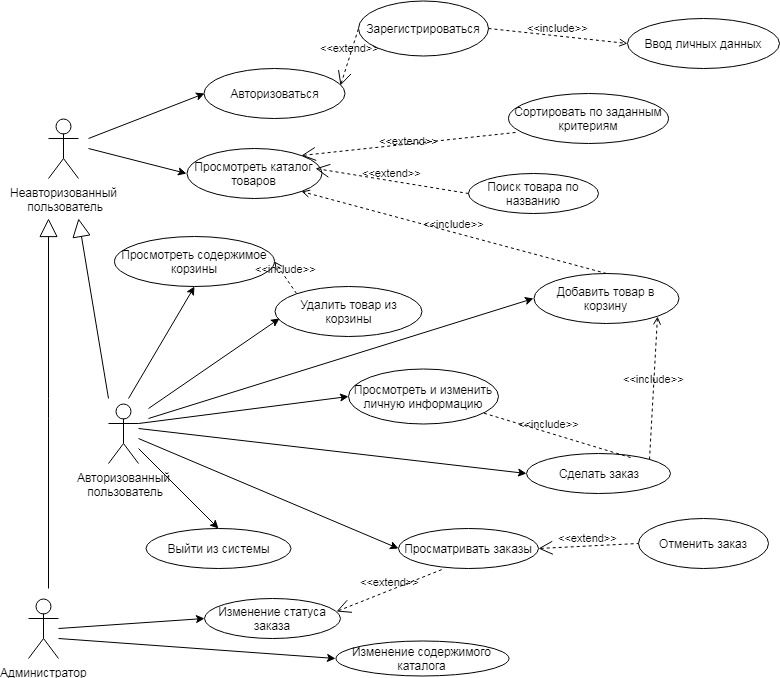 Зарегистрироваться
<<include>>
Ввод личных данных
<<extend>>
Авторизоваться
Сортировать по заданным
критериям
<<extend>>
Неавторизованный
пользователь
Просмотреть каталог
товаров
<<extend>>
Поиск товара по
названию
<<include>>
Просмотреть содержимое
корзины
<<include>>
Удалить товар из
корзины
Добавить товар в
корзину
<<include>>
Просмотреть и изменить
личную информацию
<<include>>
Авторизованный
пользователь
Сделать заказ
Выйти из системы
Просматривать заказы
<<extend>>
Отменить заказ
<<extend>>
Изменение статуса
заказа
Администратор
Изменение содержимого
каталога